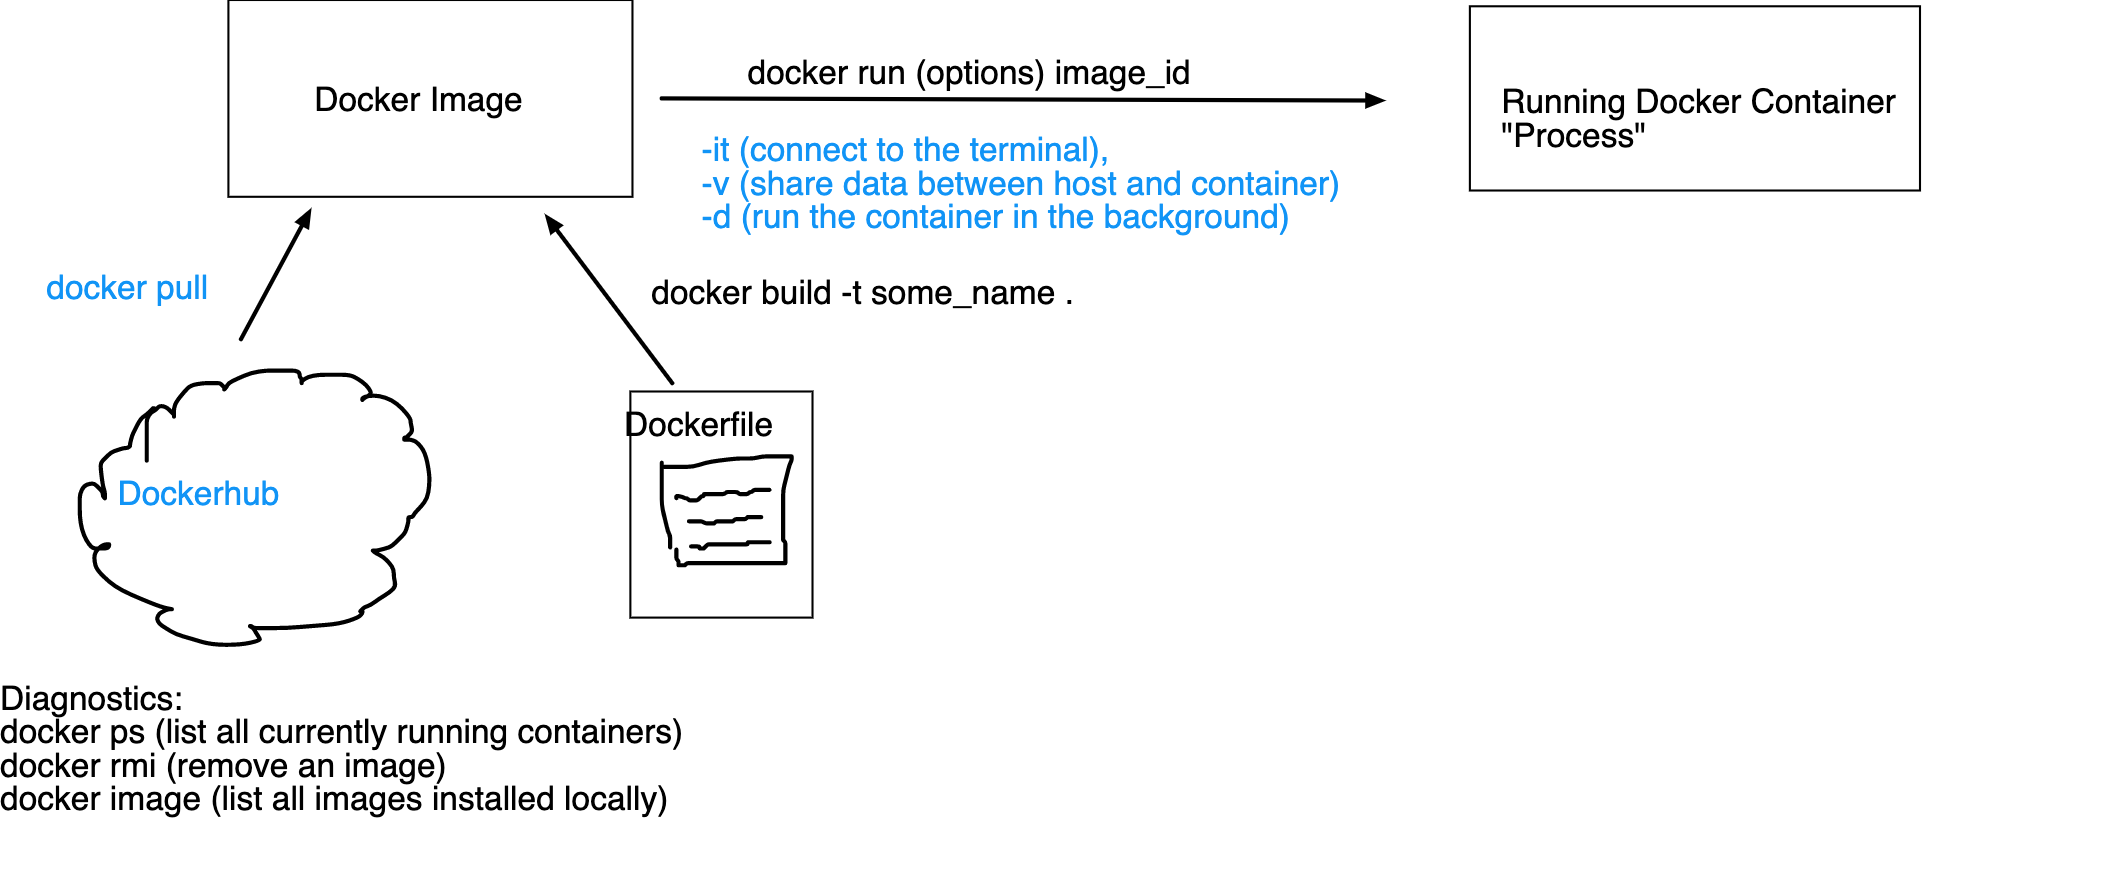 Docker Image
docker run (options) image_id
Running Docker Container
"Process"
-it (connect to the terminal),
-v (share data between host and container)
-d (run the container in the background)
docker pull
docker build -t some_name .
Dockerfile
Dockerhub
Diagnostics:
docker ps (list all currently running containers)
docker rmi (remove an image)
docker image (list all images installed locally)